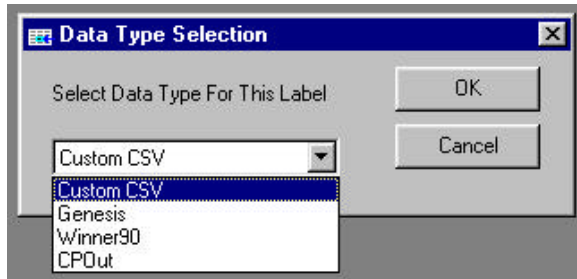 Data Type Selection
Select Data Type For This Label
OK
Cancel
Custom CSV
Custom CSV
Genesis
Winner90
CPOut